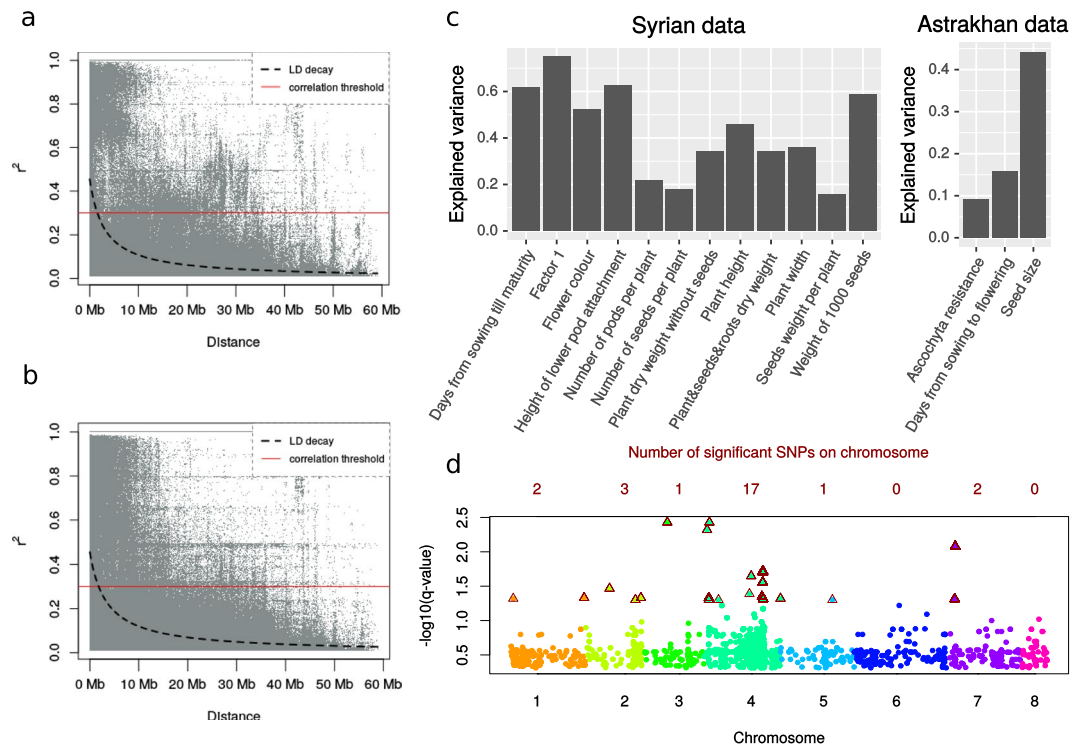 a
1.0
0.8
0.6
0.4
0.2
0.0
r²
LD decay
correlation threshold
0 Mb 10 Mb 20 Mb 30 Mb 40 Mb 50 Mb 60 Mb
Distance
b
1.0
0.8
0.6
0.4
0.2
0.0
r²
LD decay
correlation threshold
0 Mb 10 Mb 20 Mb 30 Mb 40 Mb 50 Mb 60 Mb
Distance
c
Syrian data
Explained variance
0.6
0.4
0.2
0.0
Days from sowing till maturity
Factor 1
Flower colour
Height of lower pod attachment
Number of pods per plant
Number of seeds per plant
Plant dry weight without seeds
Plant height
Plant&seeds&roots dry weight
Plant width
Seeds weight per plant
Weight of 1000 seeds
Astrakhan data
Explained variance
0.4
0.3
0.2
0.1
0.0
Ascochyta resistance
Days from sowing to flowering
Seed size
d
Number of significant SNPs on chromosome
2 3 1 17 1 0 2 0
-log10(q-value)
2.5
2.0
1.5
1.0
0.5
1 2 3 4 5 6 7 8
Chromosome